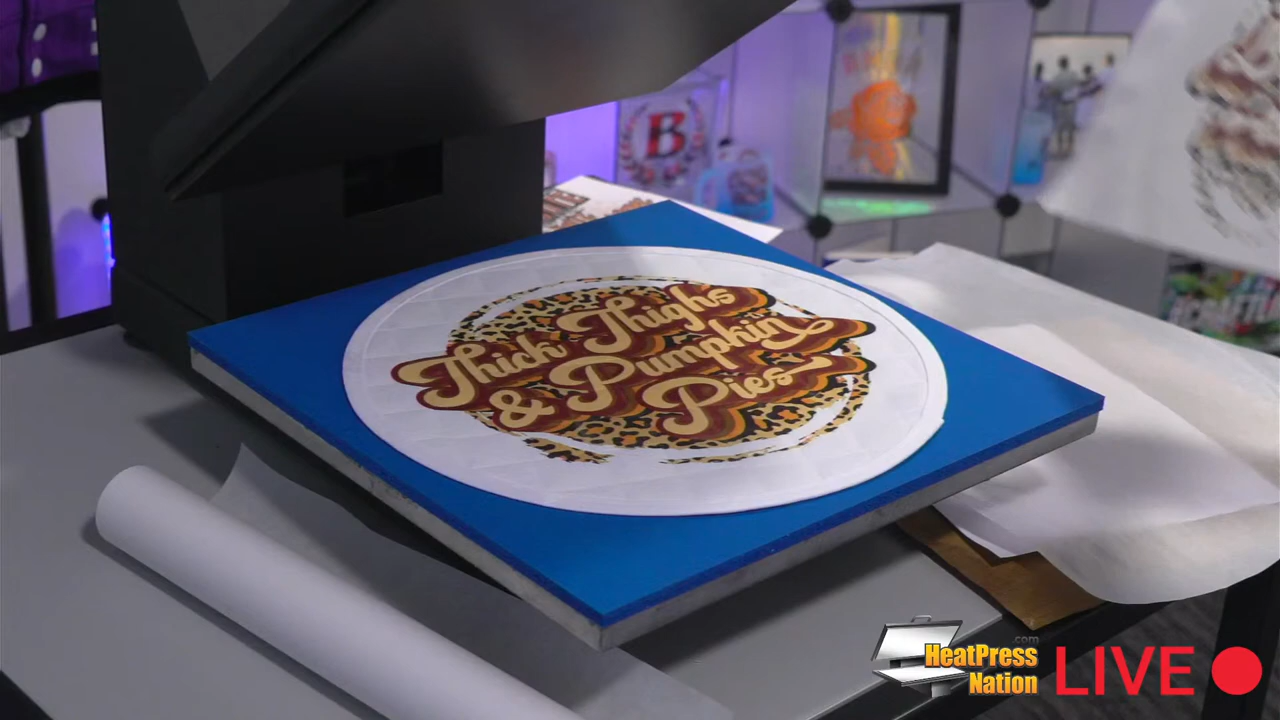 B
Thick Thighs
& Pumpkin
Pies
.com
HeatPress
Nation
LIVE